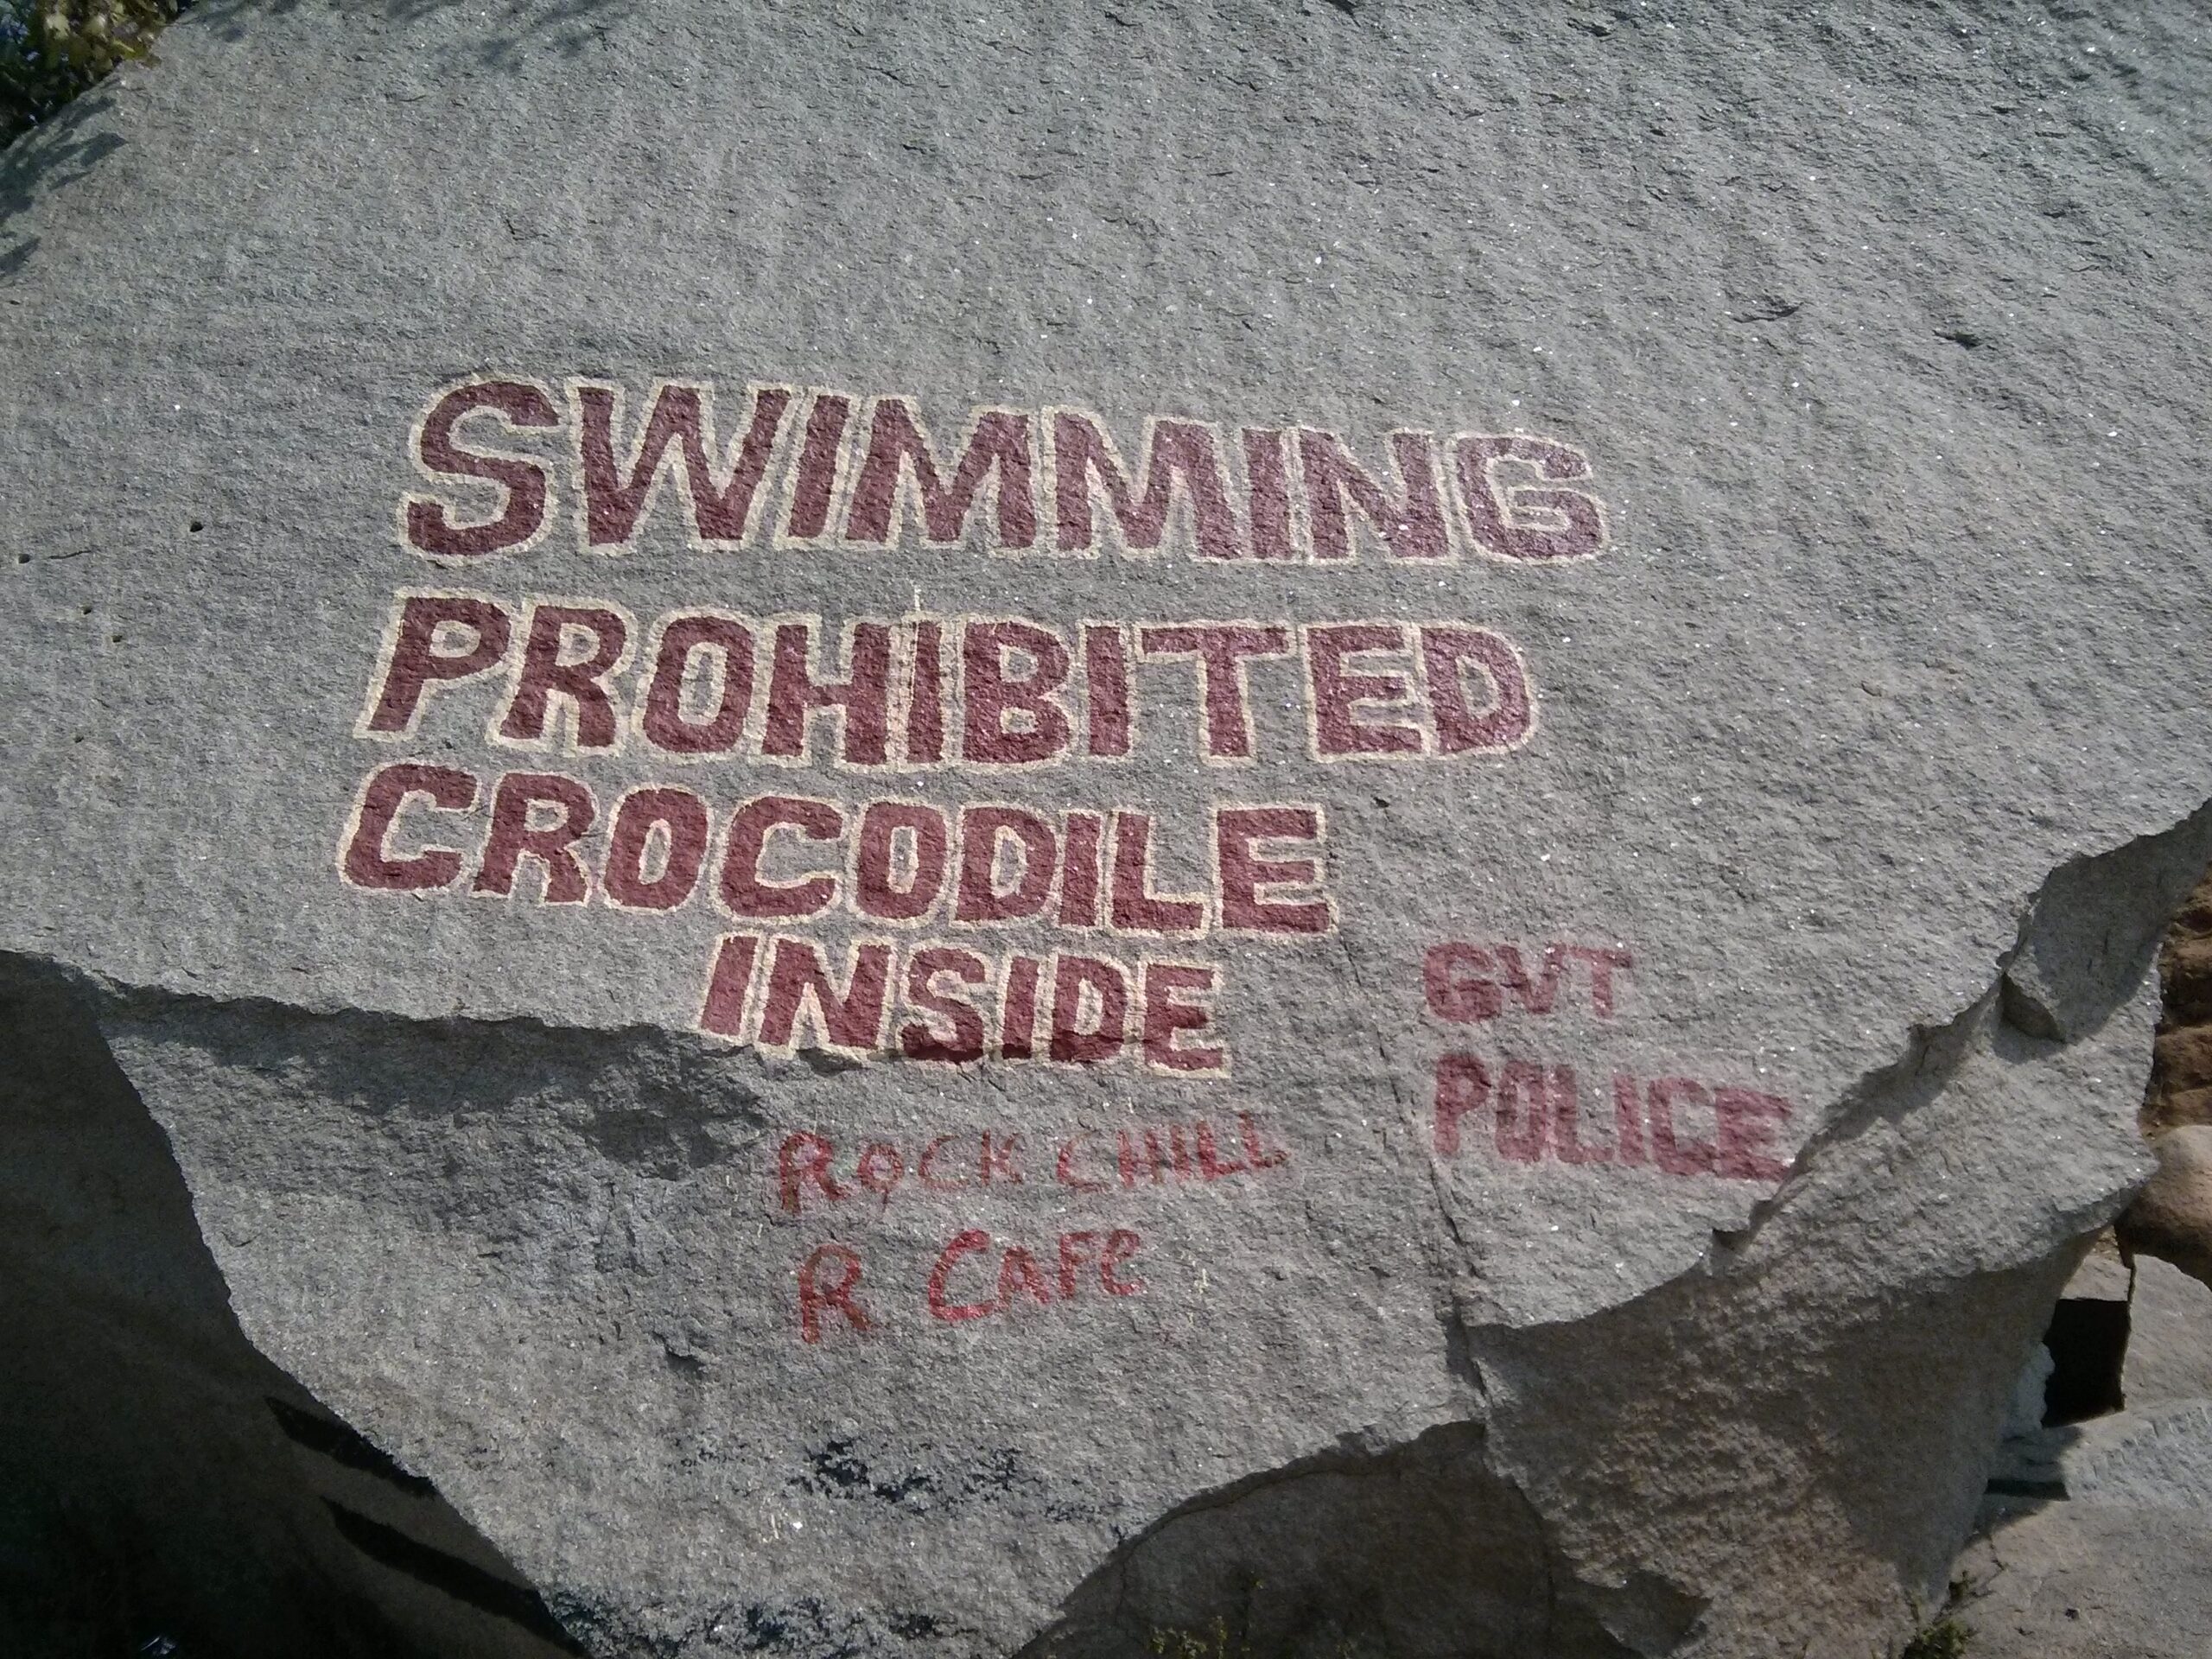 SWIMMING
PROHIBITED
CROCODILE
INSIDE
GVT
POLICE
ROCK CHILL
R CAFe